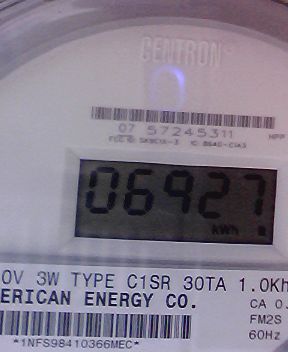 CENTRON
07 57245311
06927
kWh
0V 3W TYPE C1SR 30TA 1.0Kh
ERICAN ENERGY CO.
CA 0.
FM2S
60Hz
*1NFS98410366MEC*